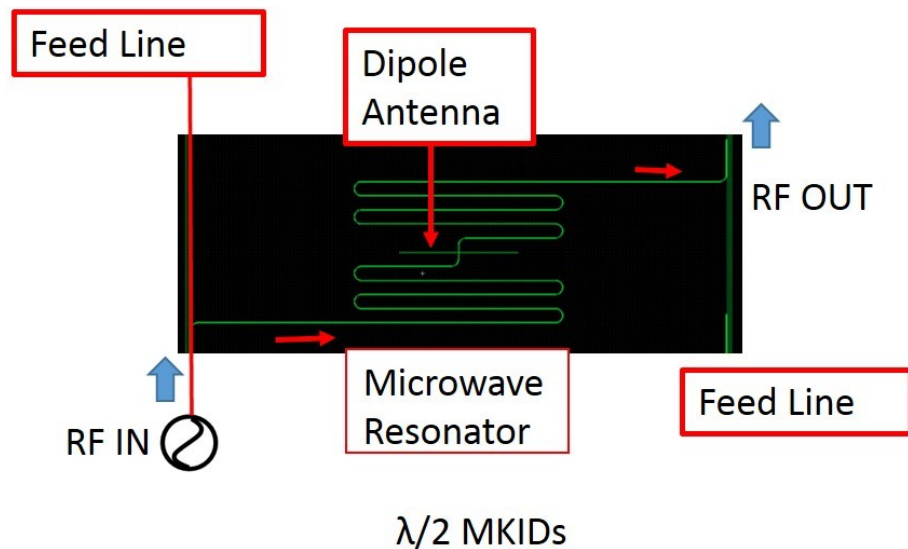 Feed Line
Dipole
Antenna
RF OUT
Microwave
Resonator
Feed Line
RF IN
λ/2 MKIDs